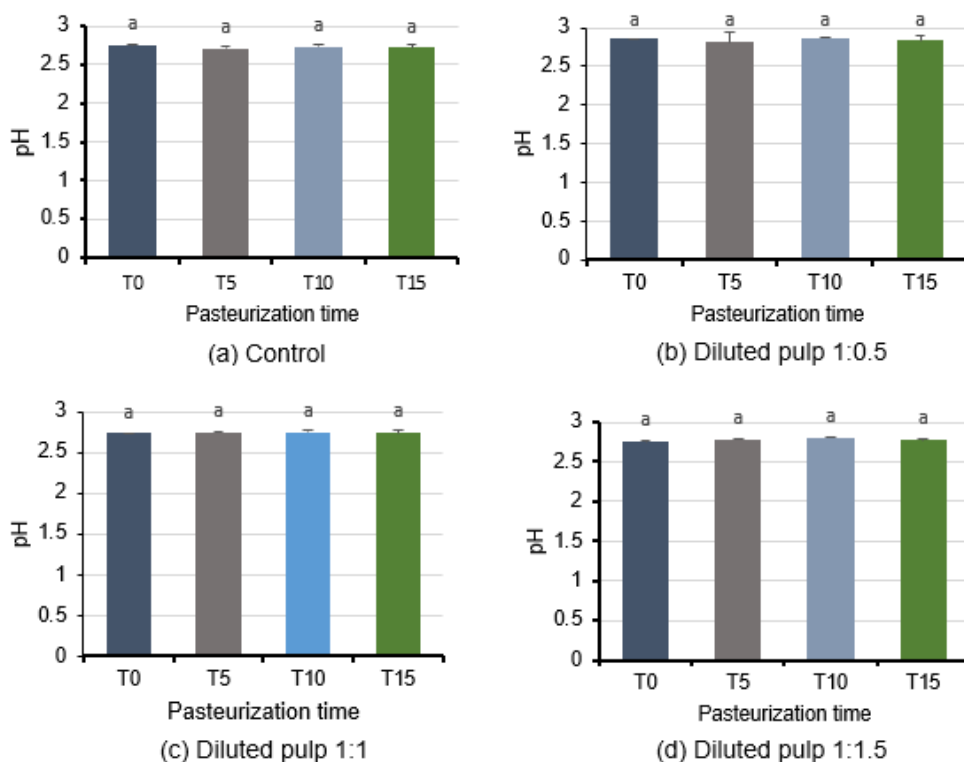 a a a a
3
2.5
2
1.5
1
0.5
0
pH
T0 T5 T10 T15
Pasteurization time
(a) Control
a a a a
3
2.5
2
1.5
1
0.5
0
pH
T0 T5 T10 T15
Pasteurization time
(b) Diluted pulp 1:0.5
a a a a
3
2.5
2
1.5
1
0.5
0
pH
T0 T5 T10 T15
Pasteurization time
(c) Diluted pulp 1:1
a a a a
3
2.5
2
1.5
1
0.5
0
pH
T0 T5 T10 T15
Pasteurization time
(d) Diluted pulp 1:1.5